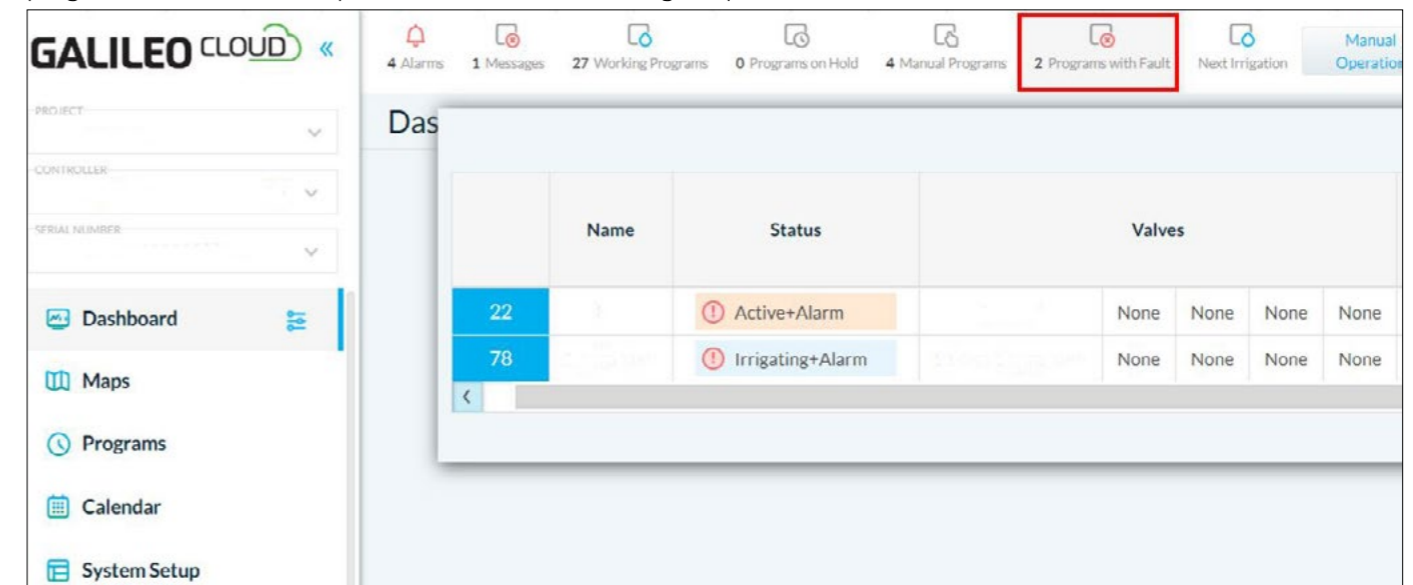 GALILEO CLOUD «
4 Alarms 1 Messages 27 Working Programs 0 Programs on Hold 4 Manual Programs 2 Programs with Fault Next Irrigation Manual
Operation
PROJECT
CONTROLLER
SERIAL NUMBER
Das
Name Status Valves
22 Active+Alarm None None None None
78 Irrigating+Alarm None None None None
Dashboard
Maps
Programs
Calendar
System Setup